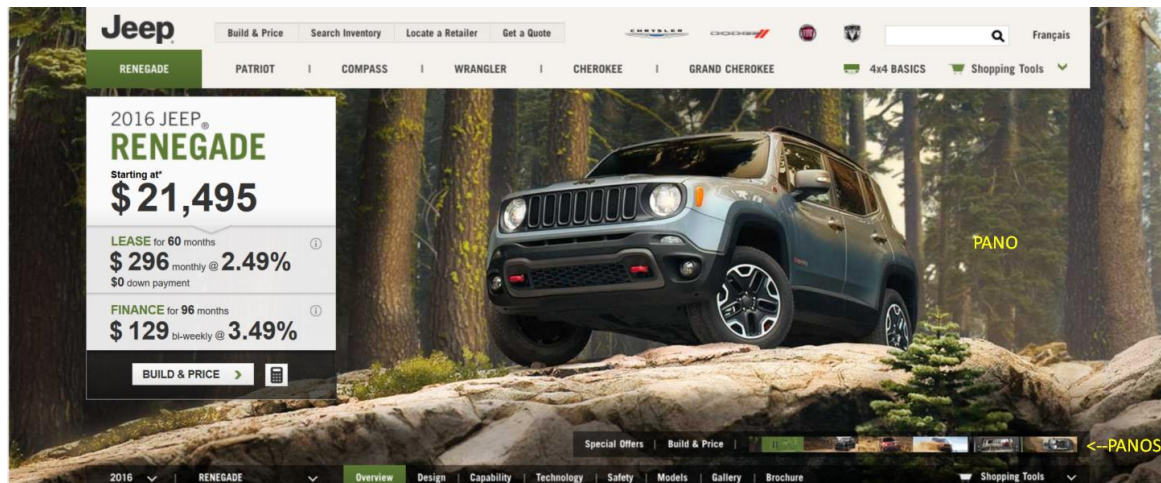 Jeep
Build & Price Search Inventory Locate a Retailer Get a Quote CHRYSLER DODGE Français
RENEGADE PATRIOT | COMPASS | WRANGLER | CHEROKEE | GRAND CHEROKEE 4x4 BASICS Shopping Tools
2016 JEEP®
RENEGADE
Starting at*
$21,495
LEASE for 60 months
$296 monthly @ 2.49%
$0 down payment
FINANCE for 96 months
$129 bi-weekly @ 3.49%
BUILD & PRICE >
PANO
Special Offers | Build & Price | <--PANOS
2016 | RENEGADE Overview Design | Capability | Technology | Safety | Models | Gallery | Brochure Shopping Tools